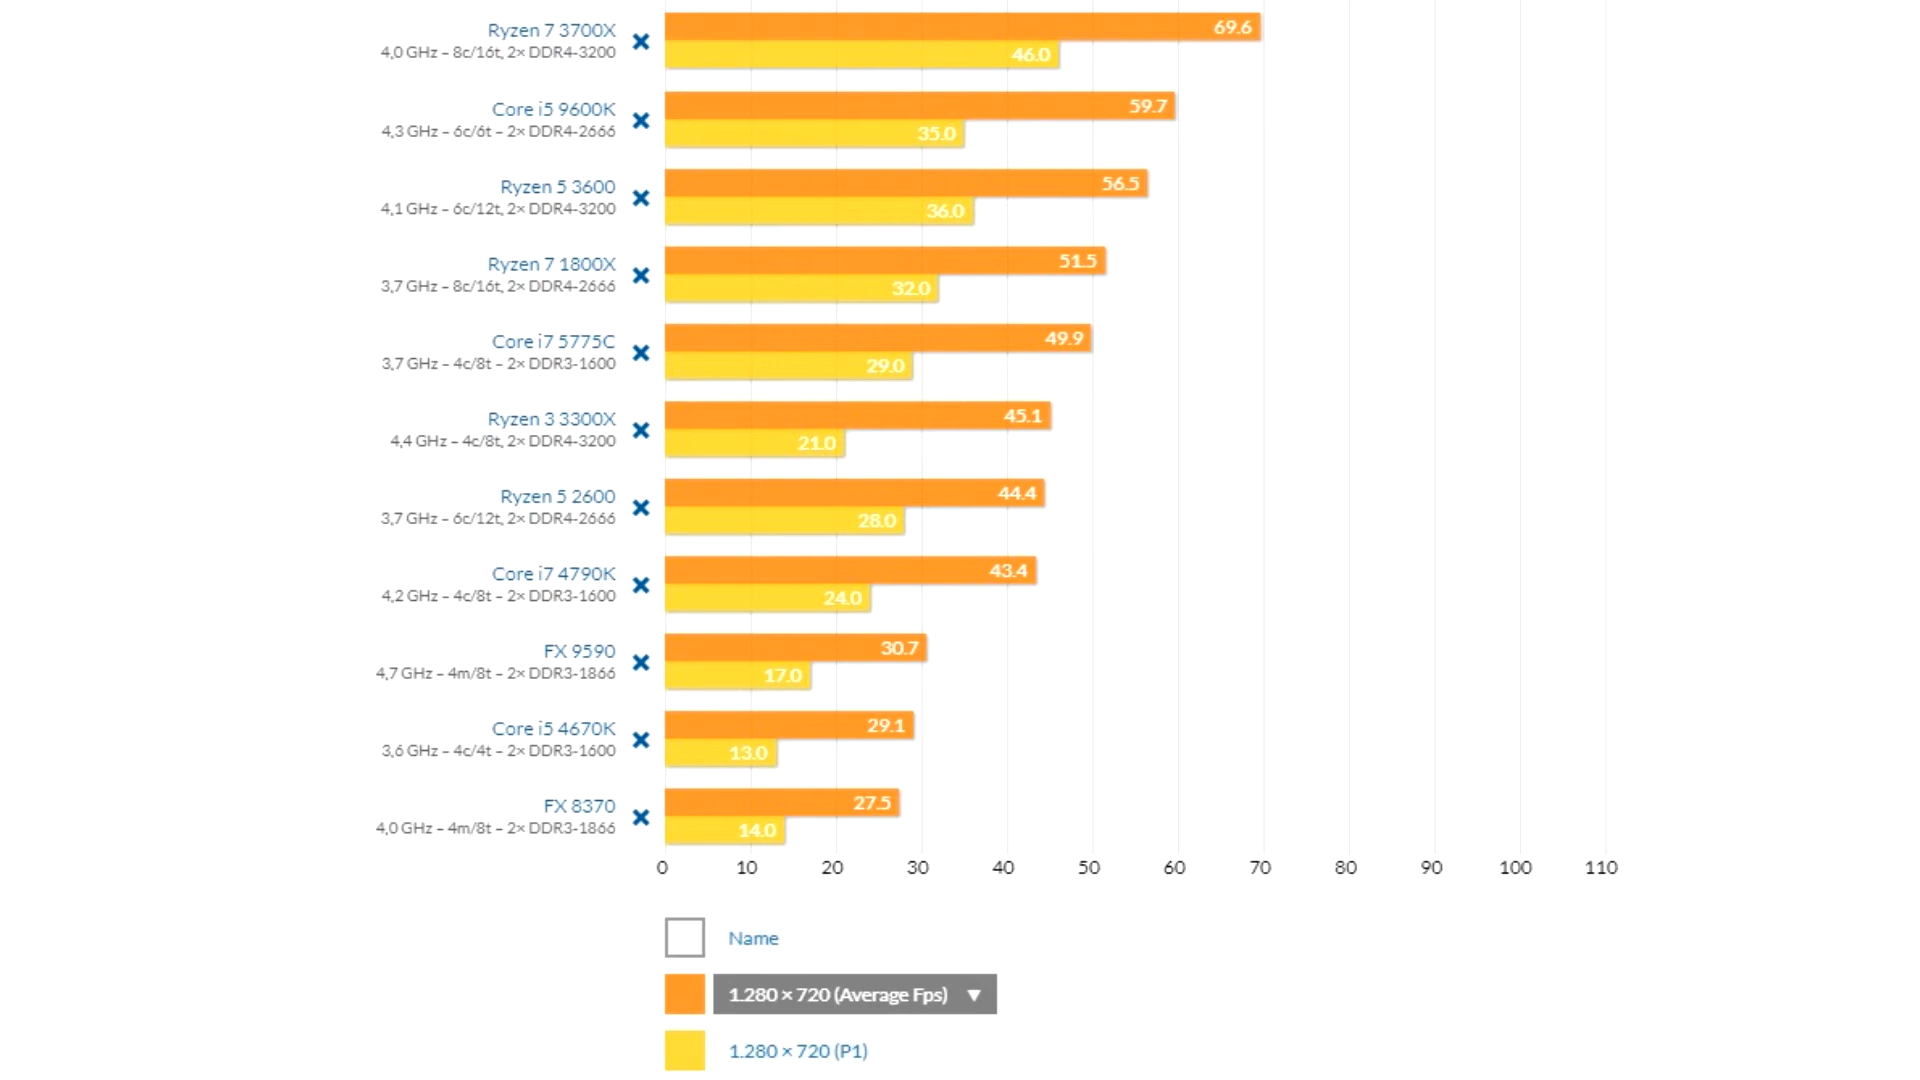 Ryzen 7 3700X
4,0 GHz – 8c/16t, 2× DDR4-3200
69.6
46.0
Core i5 9600K
4,3 GHz – 6c/6t – 2× DDR4-2666
59.7
35.0
Ryzen 5 3600
4,1 GHz – 6c/12t, 2× DDR4-3200
56.5
36.0
Ryzen 7 1800X
3,7 GHz – 8c/16t, 2× DDR4-2666
51.5
32.0
Core i7 5775C
3,7 GHz – 4c/8t – 2× DDR3-1600
49.9
29.0
Ryzen 3 3300X
4,4 GHz – 4c/8t, 2× DDR4-3200
45.1
21.0
Ryzen 5 2600
3,7 GHz – 6c/12t, 2× DDR4-2666
44.4
28.0
Core i7 4790K
4,2 GHz – 4c/8t – 2× DDR3-1600
43.4
24.0
FX 9590
4,7 GHz – 4m/8t – 2× DDR3-1866
30.7
17.0
Core i5 4670K
3,6 GHz – 4c/4t – 2× DDR3-1600
29.1
13.0
FX 8370
4,0 GHz – 4m/8t – 2× DDR3-1866
27.5
14.0
0 10 20 30 40 50 60 70 80 90 100 110
Name
1.280 × 720 (Average Fps)
1.280 × 720 (P1)